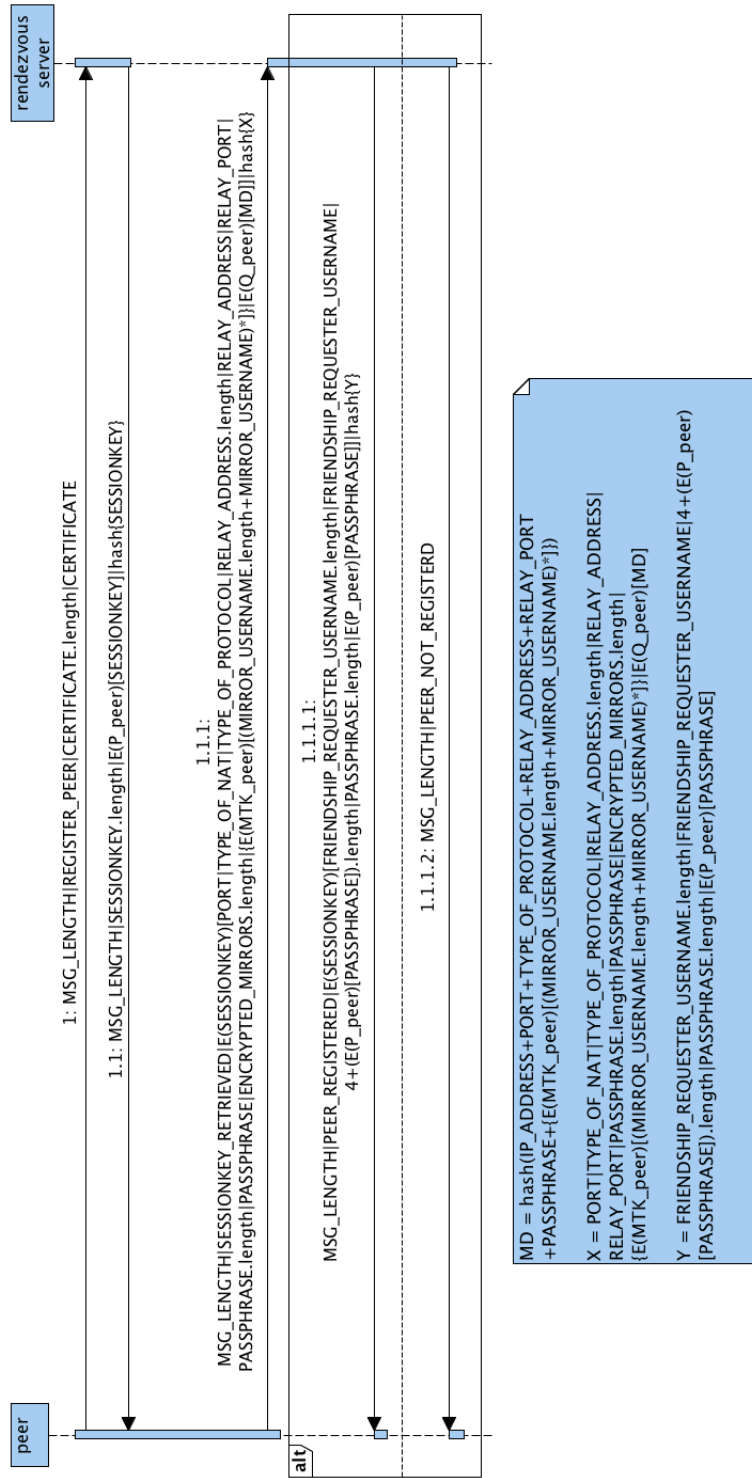 peer
rendezvous
server
1: MSG_LENGTH|REGISTER_PEER|CERTIFICATE.length|CERTIFICATE
1.1: MSG_LENGTH|SESSIONKEY.length|E(P_peer)[SESSIONKEY]|hash{SESSIONKEY}
1.1.1:
MSG_LENGTH|SESSIONKEY_RETRIEVED|E(SESSIONKEY)[PORT|TYPE_OF_NAT|TYPE_OF_PROTOCOL|RELAY_ADDRESS.length|RELAY_ADDRESS|RELAY_PORT|
PASSPHRASE.length|PASSPHRASE|ENCRYPTED_MIRRORS.length|{E(MTK_peer)[(MIRROR_USERNAME.length+MIRROR_USERNAME)*]}|E(Q_peer)[MD]]|hash{X}
alt
1.1.1.1:
MSG_LENGTH|PEER_REGISTERED|E(SESSIONKEY)[FRIENDSHIP_REQUESTER_USERNAME.length|FRIENDSHIP_REQUESTER_USERNAME|
4+(E(P_peer)[PASSPHRASE]).length|PASSPHRASE.length|E(P_peer)[PASSPHRASE]]|hash{Y}
1.1.1.2: MSG_LENGTH|PEER_NOT_REGISTERD
MD = hash(IP_ADDRESS+PORT+TYPE_OF_PROTOCOL+RELAY_ADDRESS+RELAY_PORT
+PASSPHRASE+{E(MTK_peer)[(MIRROR_USERNAME.length+MIRROR_USERNAME)*]})
X = PORT|TYPE_OF_NAT|TYPE_OF_PROTOCOL|RELAY_ADDRESS.length|RELAY_ADDRESS|
RELAY_PORT|PASSPHRASE.length|PASSPHRASE|ENCRYPTED_MIRRORS.length|
{E(MTK_peer)[(MIRROR_USERNAME.length+MIRROR_USERNAME)*]}|E(Q_peer)[MD]
Y = FRIENDSHIP_REQUESTER_USERNAME.length|FRIENDSHIP_REQUESTER_USERNAME|4+(E(P_peer)
[PASSPHRASE]).length|PASSPHRASE.length|E(P_peer)[PASSPHRASE]